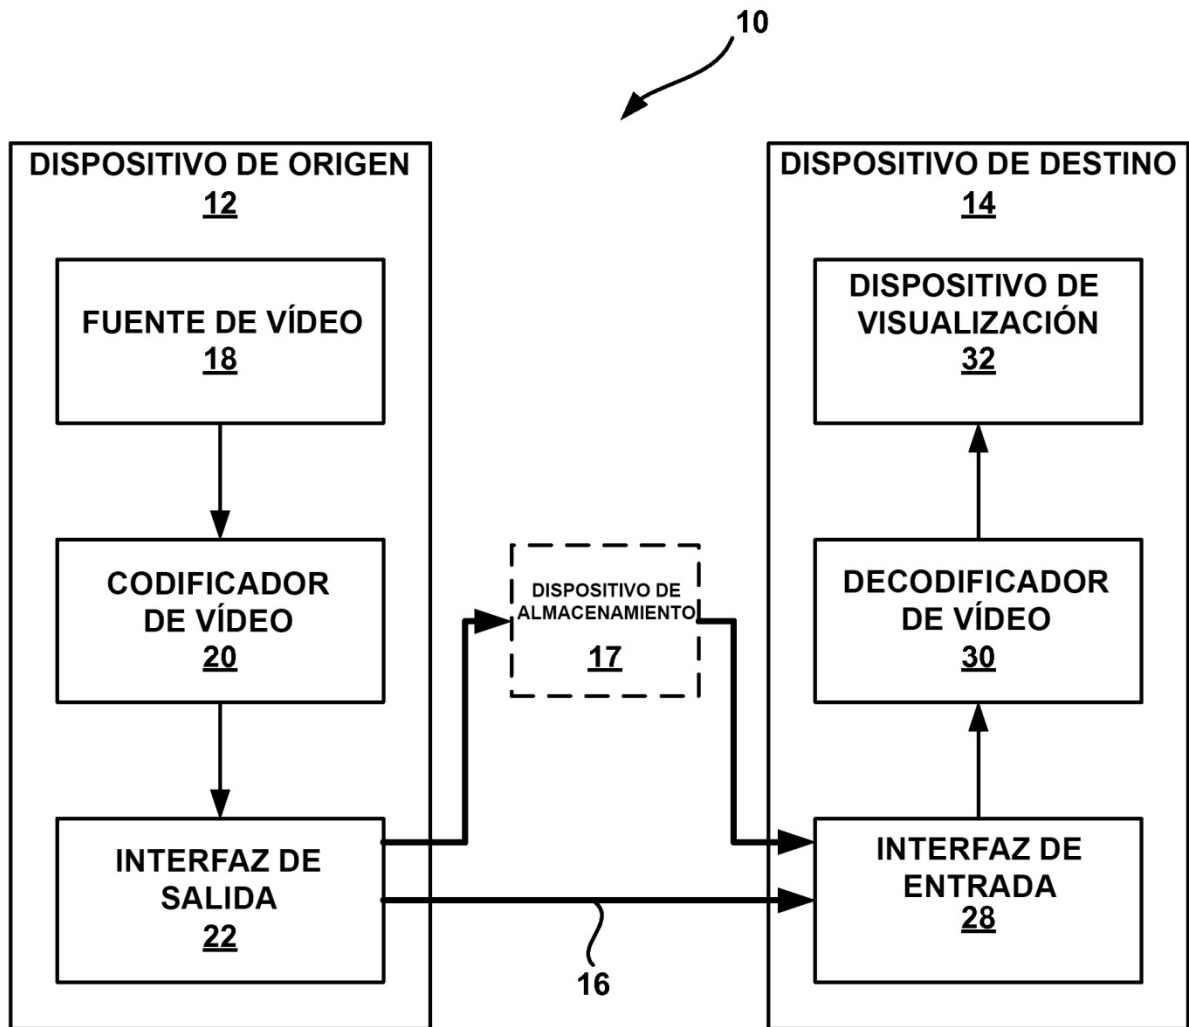 10
DISPOSITIVO DE ORIGEN
12
FUENTE DE VÍDEO
18
CODIFICADOR
DE VÍDEO
20
INTERFAZ DE
SALIDA
22
DISPOSITIVO DE
ALMACENAMIENTO
17
16
DISPOSITIVO DE DESTINO
14
DISPOSITIVO DE
VISUALIZACIÓN
32
DECODIFICADOR
DE VÍDEO
30
INTERFAZ DE
ENTRADA
28